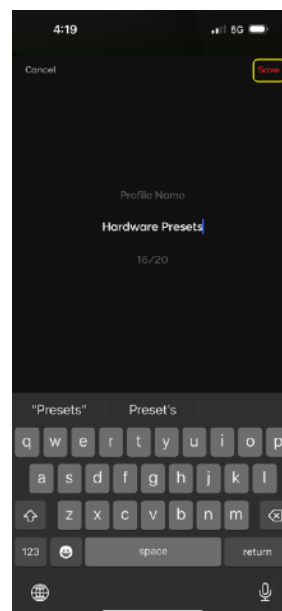 4:19 5G
Cancel Save
Profile Name
Hardware Presets
16/20
"Presets" Preset's
q w e r t y u i o p
a s d f g h j k l
z x c v b n m
123 space return